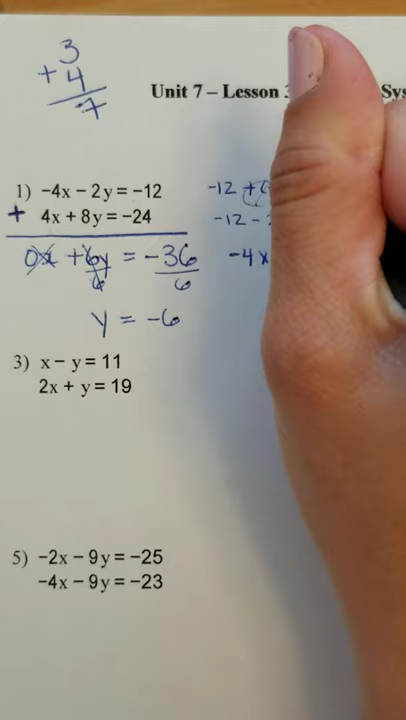 3
+ 4
7
Unit 7 – Lesson
1) -4x - 2y = -12
-12 +
+ 4x + 8y = -24
-12 -
0x + 6y = -36
6 6
-4x
y = -6
3) x - y = 11
2x + y = 19
5) -2x - 9y = -25
-4x - 9y = -23